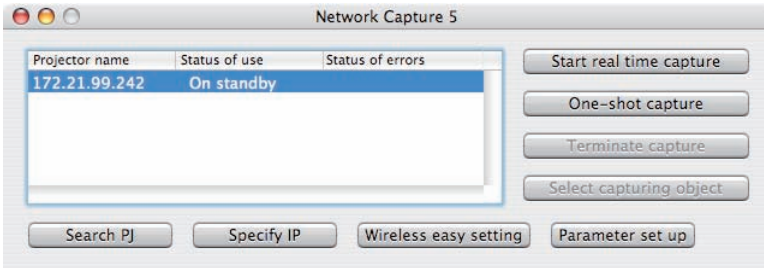 Network Capture 5
Projector name Status of use Status of errors
172.21.99.242 On standby
Start real time capture
One-shot capture
Terminate capture
Select capturing object
Search PJ Specify IP Wireless easy setting Parameter set up